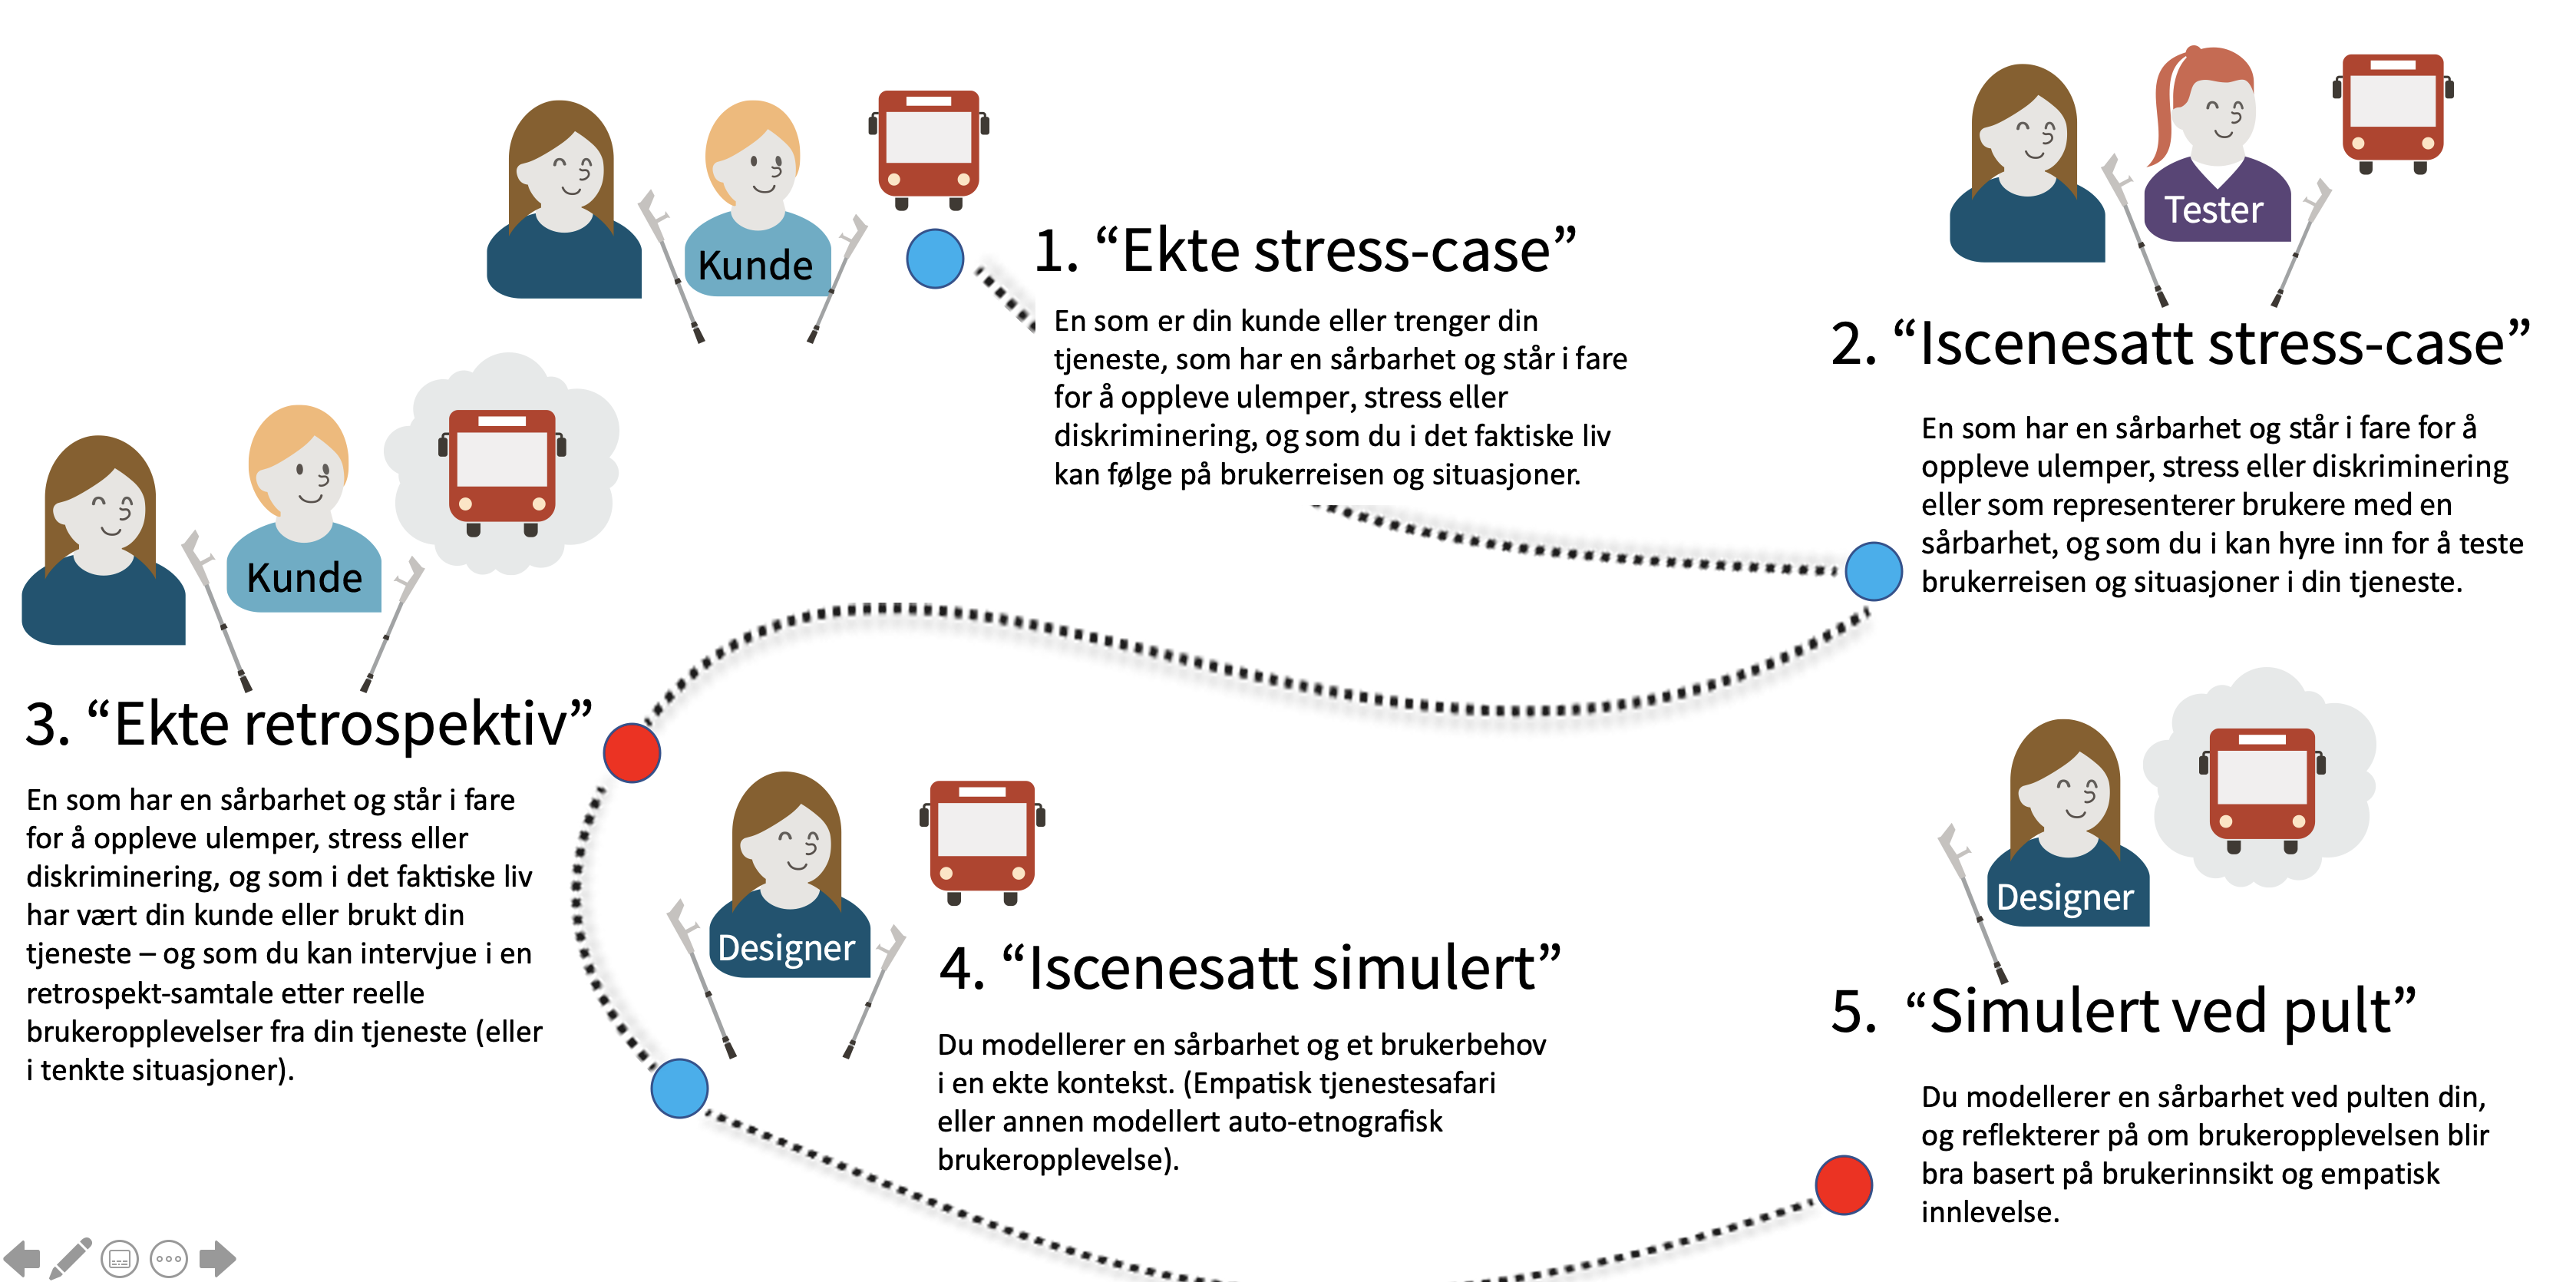 Kunde
1. “Ekte stress-case”
En som er din kunde eller trenger din
tjeneste, som har en sårbarhet og står i fare
for å oppleve ulemper, stress eller
diskriminering, og som du i det faktiske liv
kan følge på brukerreisen og situasjoner.
Tester
2. “Iscenesatt stress-case”
En som har en sårbarhet og står i fare for å
oppleve ulemper, stress eller diskriminering
eller som representerer brukere med en
sårbarhet, og som du i kan hyre inn for å teste
brukerreisen og situasjoner i din tjeneste.
Kunde
3. “Ekte retrospektiv”
En som har en sårbarhet og står i fare
for å oppleve ulemper, stress eller
diskriminering, og som i det faktiske liv
har vært din kunde eller brukt din
tjeneste – og som du kan intervjue i en
retrospekt-samtale etter reelle
brukeropplevelser fra din tjeneste (eller
i tenkte situasjoner).
Designer
4. “Iscenesatt simulert”
Du modellerer en sårbarhet og et brukerbehov
i en ekte kontekst. (Empatisk tjenestesafari
eller annen modellert auto-etnografisk
brukeropplevelse).
Designer
5. “Simulert ved pult”
Du modellerer en sårbarhet ved pulten din,
og reflekterer på om brukeropplevelsen blir
bra basert på brukerinnsikt og empatisk
innlevelse.